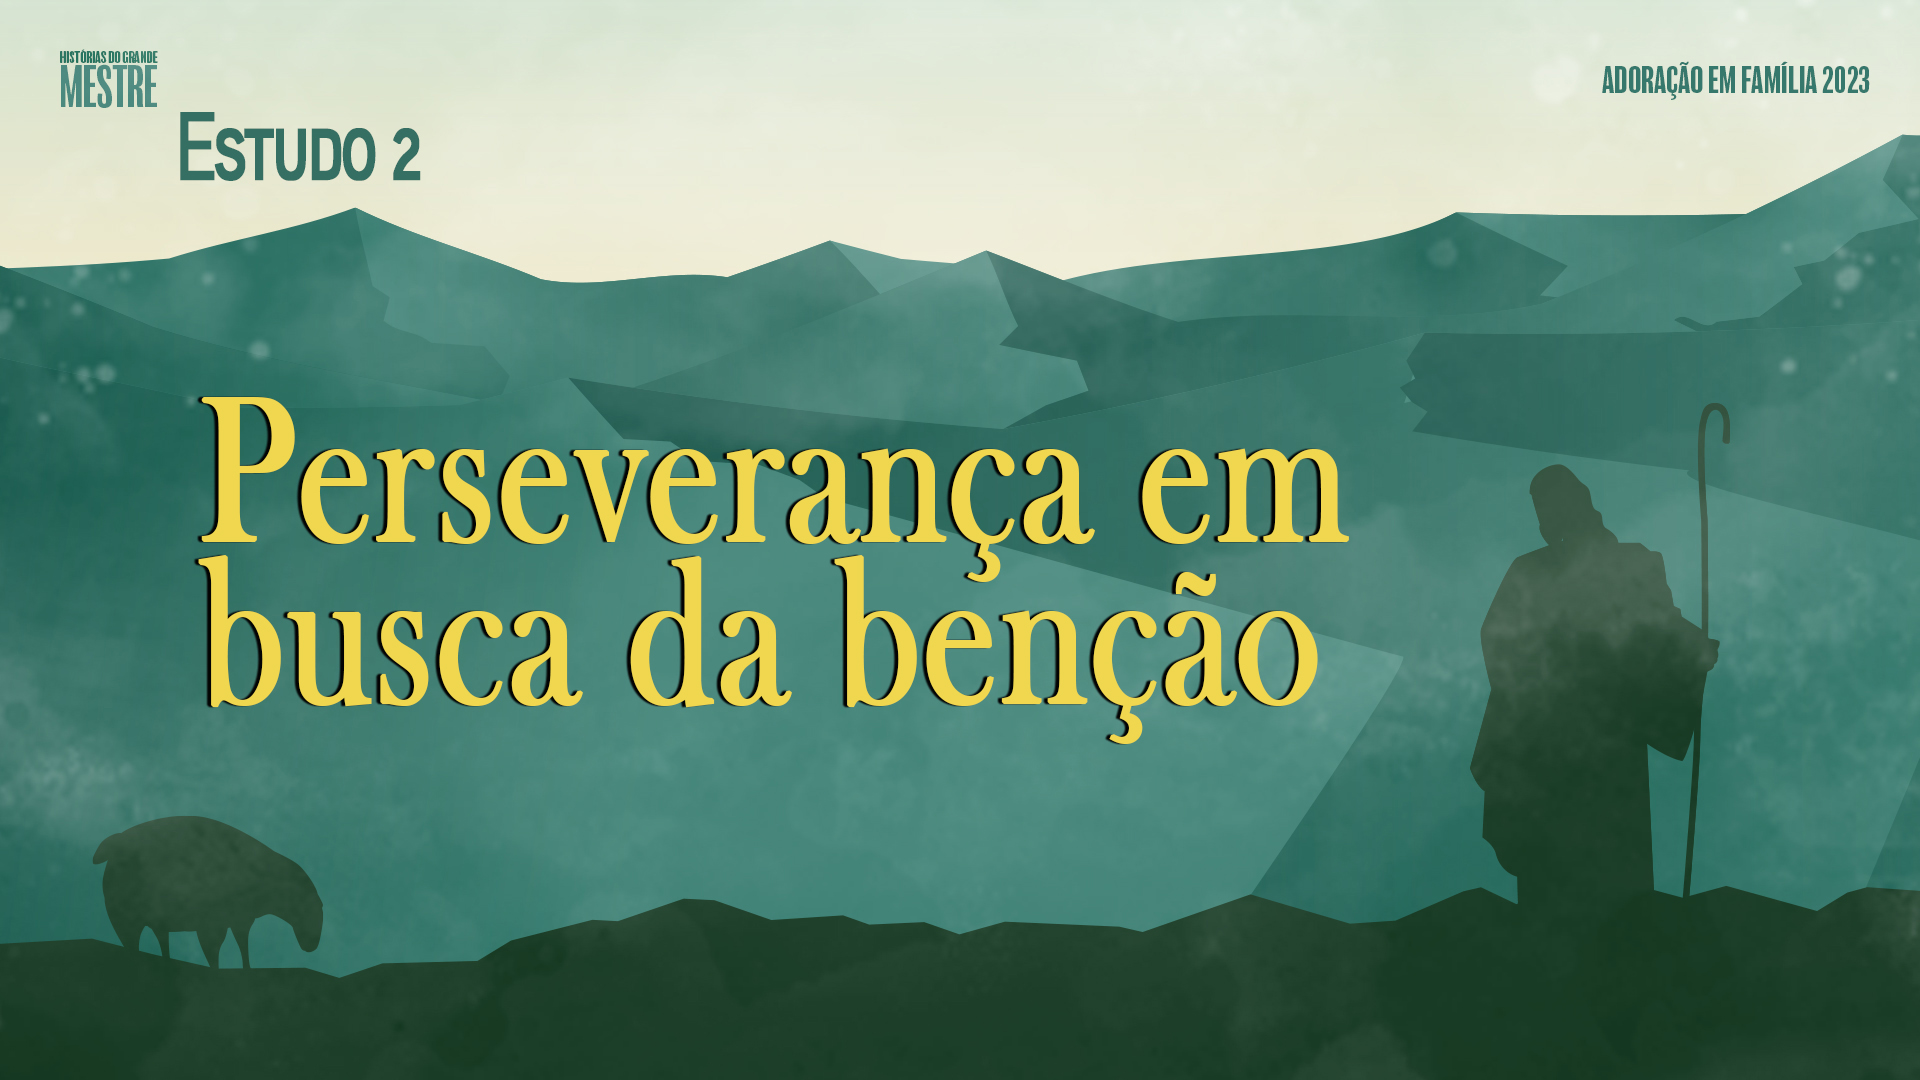 HISTÓRIAS DO GRANDE
MESTRE
ADORAÇÃO EM FAMÍLIA 2023
ESTUDO 2
Perseverança em
busca da benção